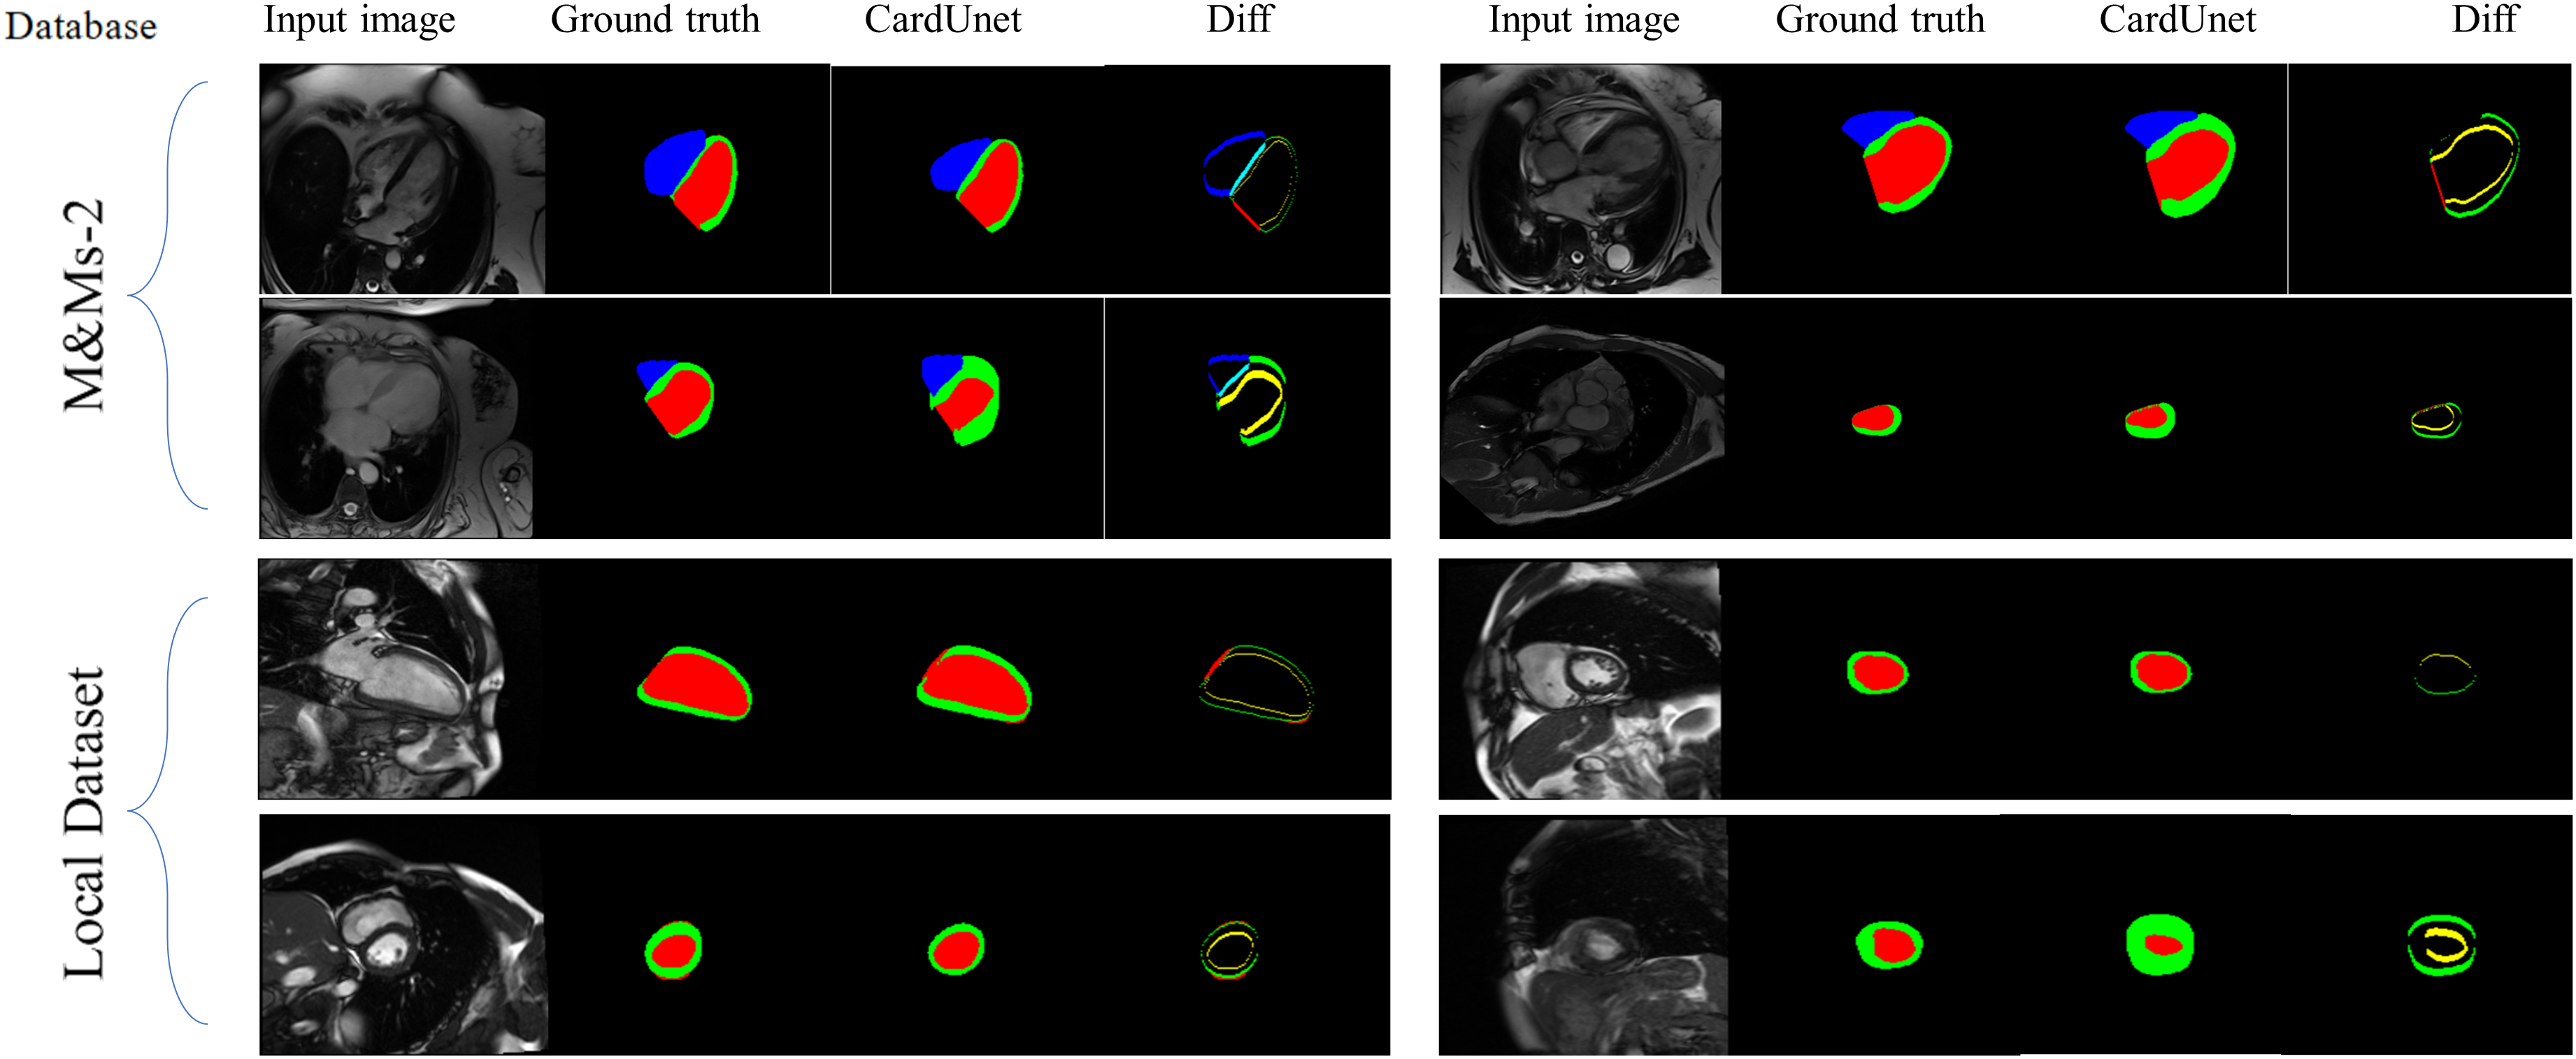 Database Input image Ground truth CardUnet Diff Input image Ground truth CardUnet Diff
M&Ms-2
Local Dataset